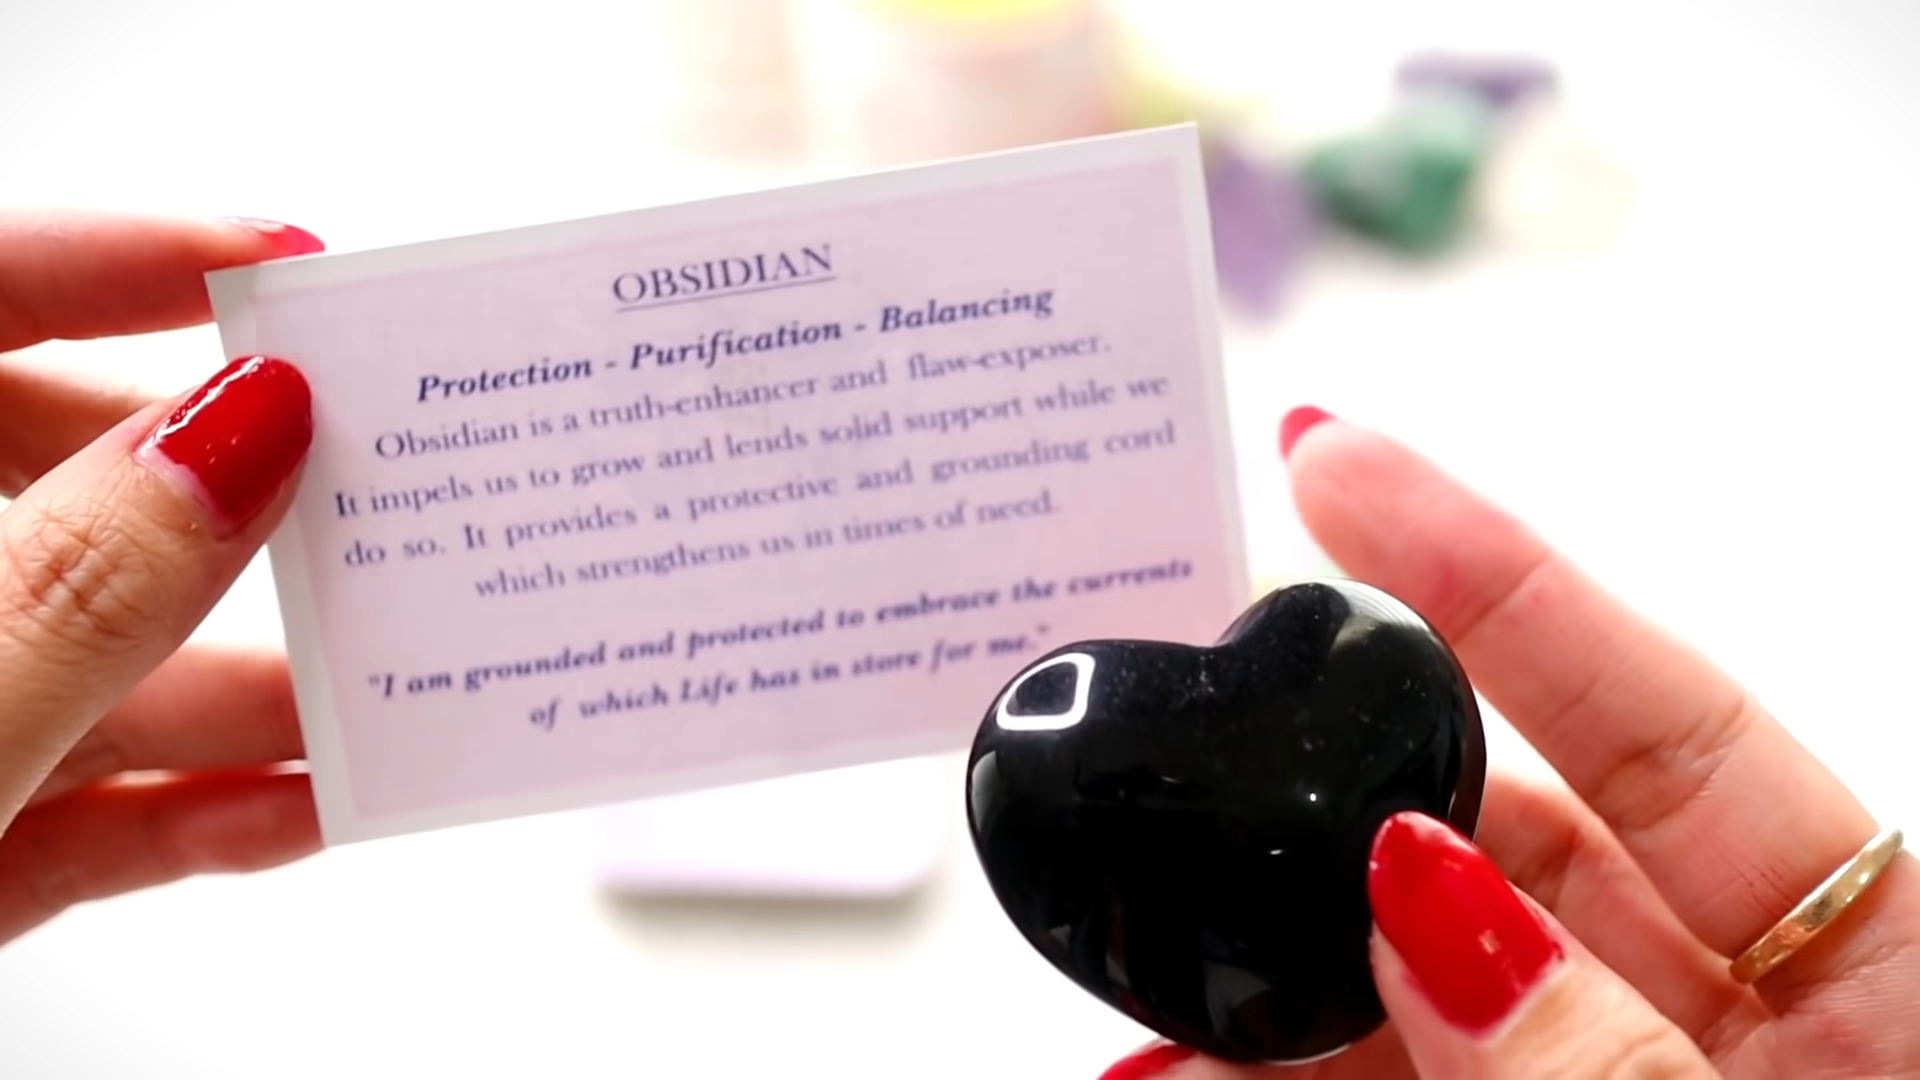 OBSIDIAN
Protection - Purification - Balancing
Obsidian is a truth-enhancer and flaw-exposer.
It impels us to grow and lends solid support while we
do so. It provides a protective and grounding cord
which strengthens us in times of need.
"I am grounded and protected to embrace the currents
of which Life has in store for me."